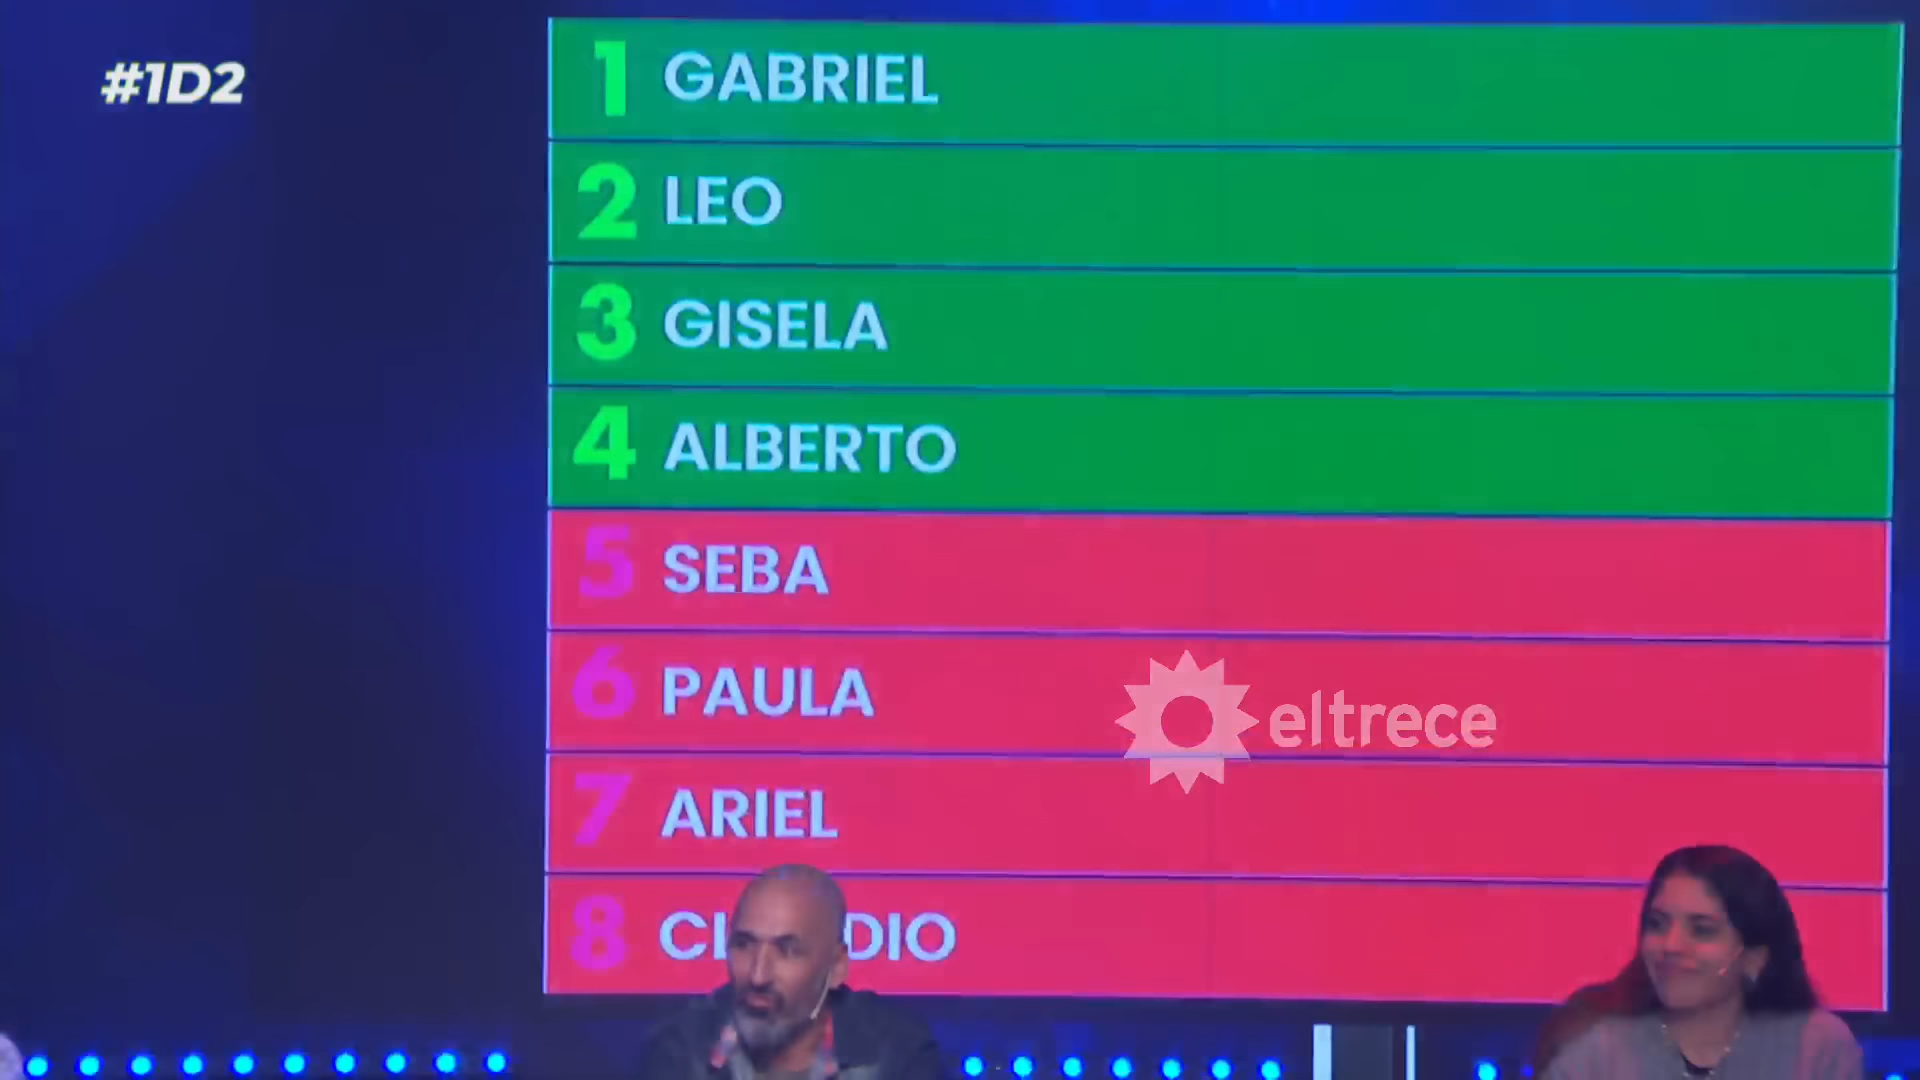 #1D2
1 GABRIEL
2 LEO
3 GISELA
4 ALBERTO
5 SEBA
6 PAULA
eltrece
7 ARIEL
8